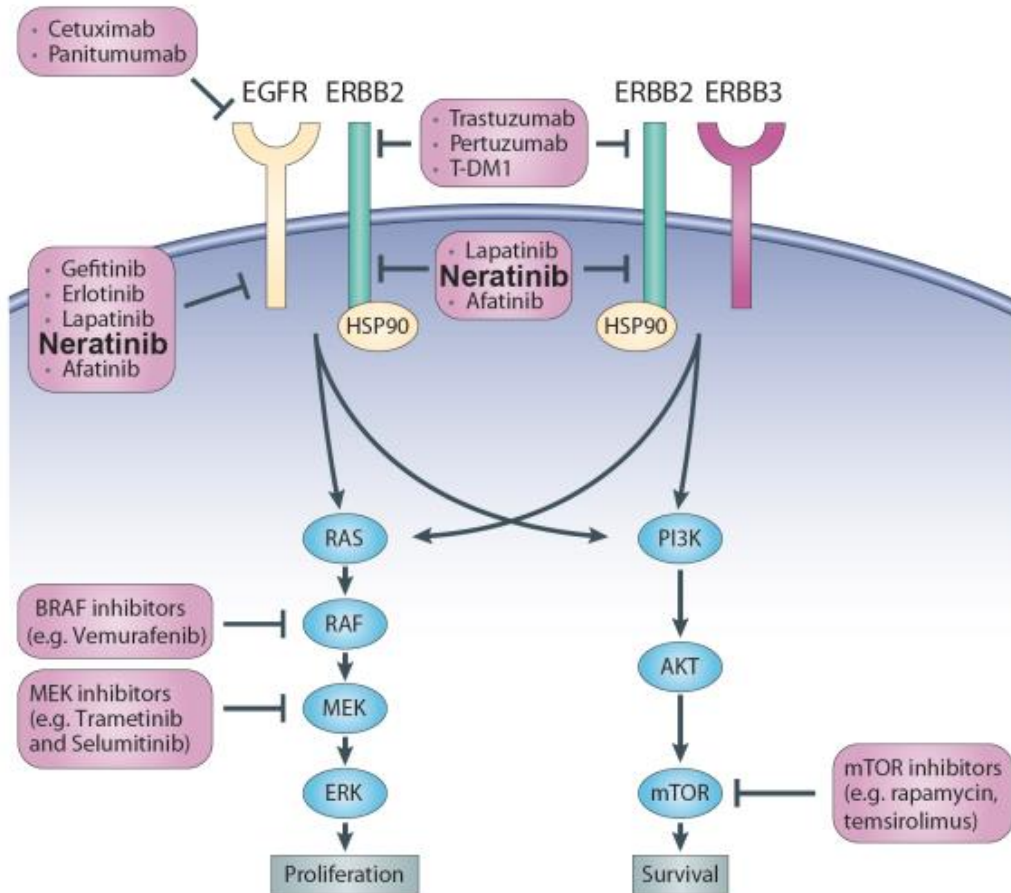 • Cetuximab
• Panitumumab
EGFR ERBB2
ERBB2 ERBB3
• Trastuzumab
• Pertuzumab
• T-DM1
• Gefitinib
• Erlotinib
• Lapatinib
Neratinib
• Afatinib
• Lapatinib
Neratinib
• Afatinib
HSP90
HSP90
RAS
PI3K
BRAF inhibitors
(e.g. Vemurafenib)
RAF
AKT
MEK inhibitors
(e.g. Trametinib
and Selumitinib)
MEK
ERK
mTOR
mTOR inhibitors
(e.g. rapamycin,
temsirolimus)
Proliferation
Survival